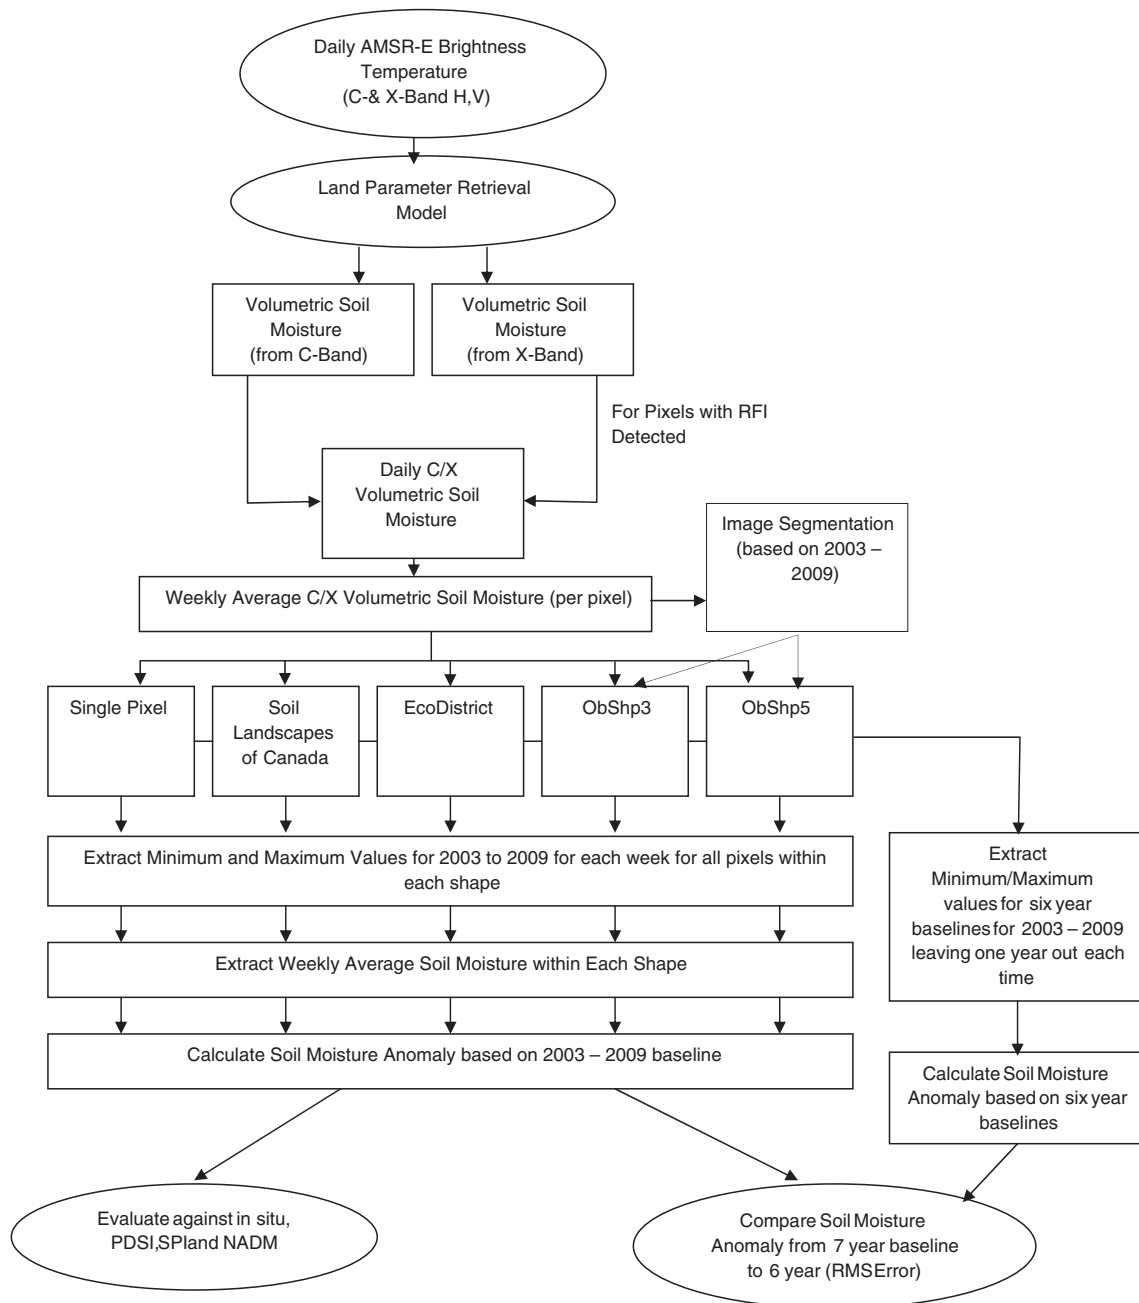 Daily AMSR-E Brightness
Temperature
(C-& X-Band H,V)
Land Parameter Retrieval
Model
Volumetric Soil
Moisture
(from C-Band)
Volumetric Soil
Moisture
(from X-Band)
For Pixels with RFI
Detected
Daily C/X
Volumetric Soil
Moisture
Image Segmentation
(based on 2003 –
2009)
Weekly Average C/X Volumetric Soil Moisture (per pixel)
Single Pixel
Soil
Landscapes
of Canada
EcoDistrict
ObShp3
ObShp5
Extract Minimum and Maximum Values for 2003 to 2009 for each week for all pixels within
each shape
Extract
Minimum/Maximum
values for six year
baselines for 2003 – 2009
leaving one year out each
time
Extract Weekly Average Soil Moisture within Each Shape
Calculate Soil Moisture Anomaly based on 2003 – 2009 baseline
Calculate Soil Moisture
Anomaly based on six year
baselines
Evaluate against in situ,
PDSI,SPI and NADM
Compare Soil Moisture
Anomaly from 7 year baseline
to 6 year (RMSError)